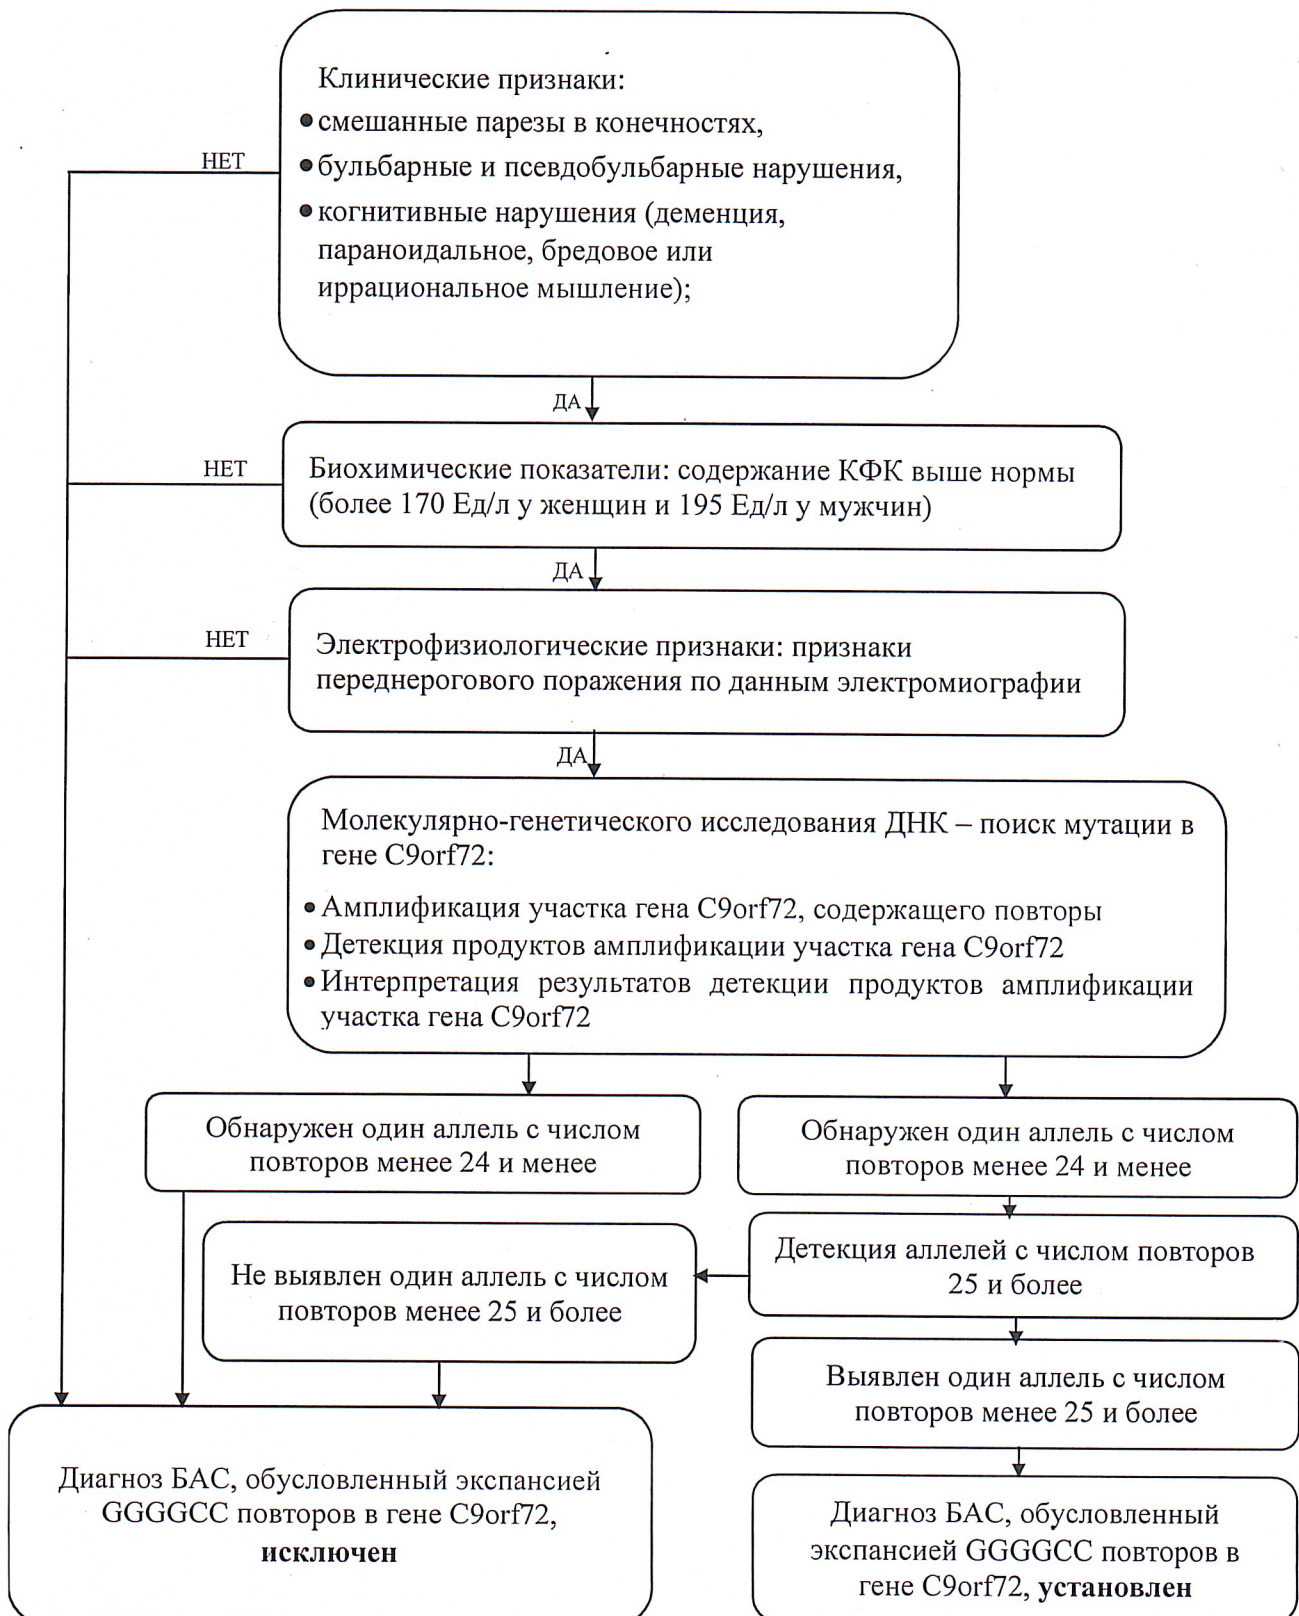 Клинические признаки:
• смешанные парезы в конечностях,
• бульбарные и псевдобульбарные нарушения,
• когнитивные нарушения (деменция,
параноидальное, бредовое или
иррациональное мышление);
НЕТ
ДА
НЕТ
Биохимические показатели: содержание КФК выше нормы
(более 170 Ед/л у женщин и 195 Ед/л у мужчин)
ДА
НЕТ
Электрофизиологические признаки: признаки
переднерогового поражения по данным электромиографии
ДА
Молекулярно-генетического исследования ДНК – поиск мутации в
гене C9orf72:
• Амплификация участка гена C9orf72, содержащего повторы
• Детекция продуктов амплификации участка гена C9orf72
• Интерпретация результатов детекции продуктов амплификации
участка гена C9orf72
Обнаружен один аллель с числом
повторов менее 24 и менее
Обнаружен один аллель с числом
повторов менее 24 и менее
Детекция аллелей с числом повторов
25 и более
Не выявлен один аллель с числом
повторов менее 25 и более
Выявлен один аллель с числом
повторов менее 25 и более
Диагноз БАС, обусловленный экспансией
GGGGCC повторов в гене C9orf72,
исключен
Диагноз БАС, обусловленный
экспансией GGGGCC повторов в
гене C9orf72, установлен